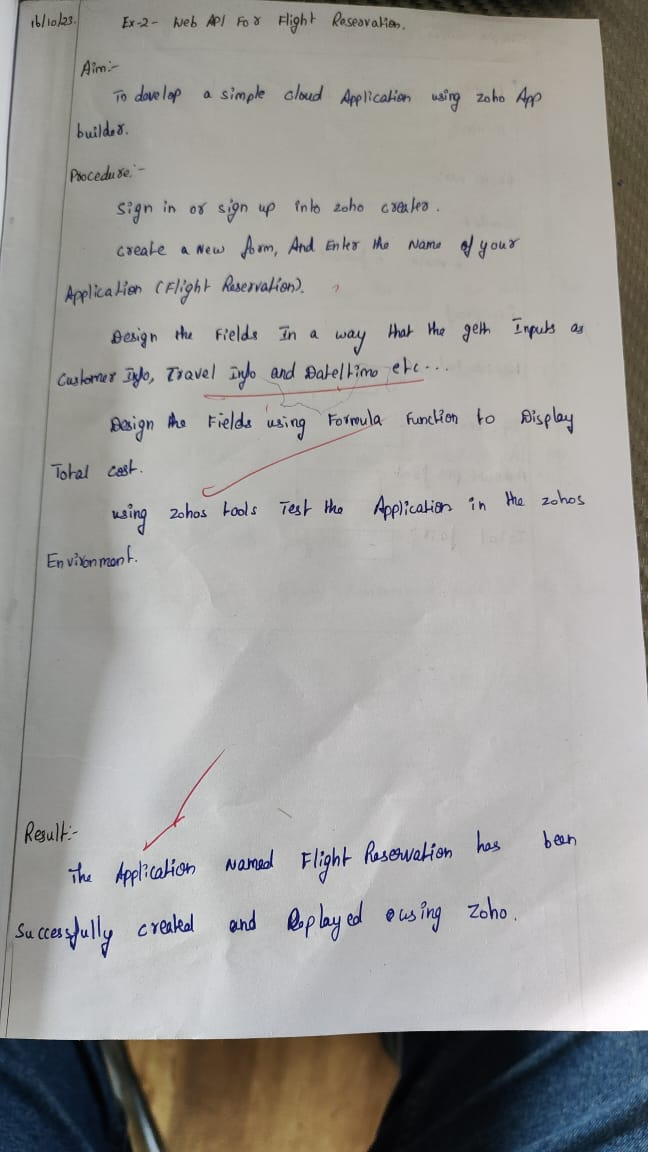 16/10/23. Ex-2- Web API For Flight Reseavation.
Aim:-
To develop a simple cloud Application using Zoho App
builder.
Procedure:-
Sign in or sign up into zoho creator.
Create a New form, And Enter the Name of your
Application (Flight Reservation).
Design the Fields In a way that the geth Inputs as
Customer Info, Travel Info and Date/time etc...
Design the Fields using Formula Function to Display
Total cost.
using zohos tools Test the Application in the zohos
Environment.
Result:-
The Application Named Flight Reservation has been
Successfully created and Deployed using Zoho.